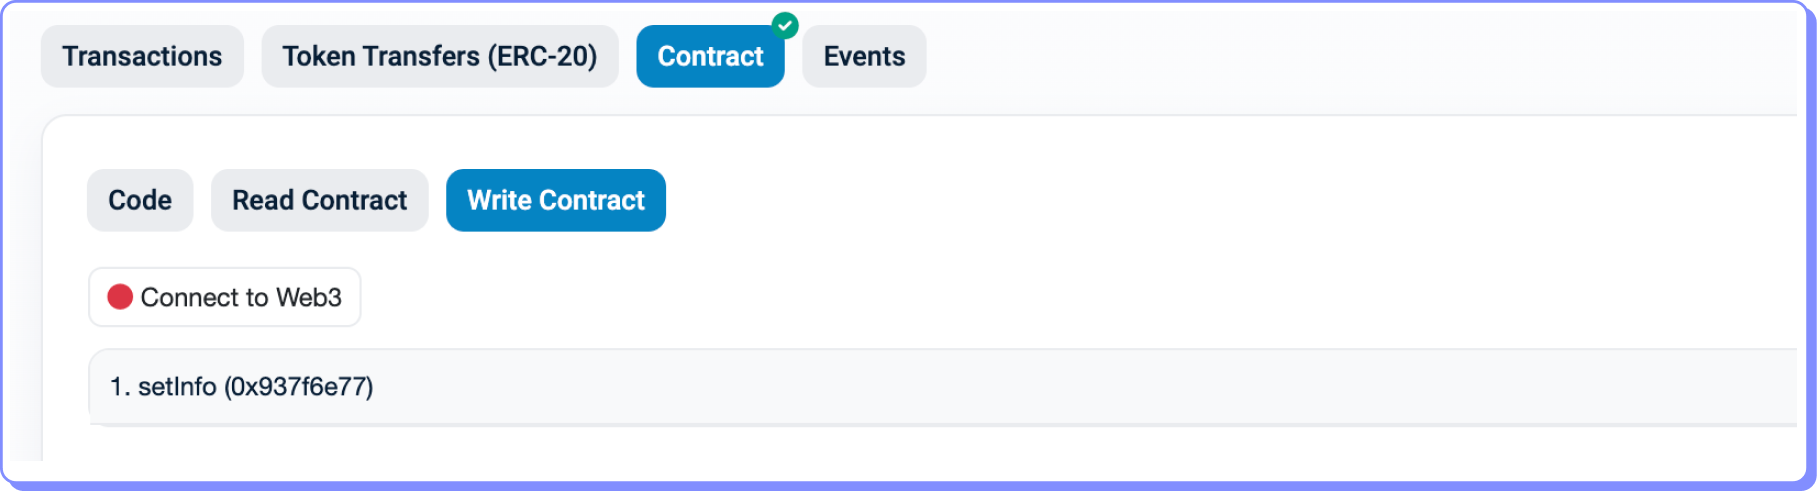 Transactions Token Transfers (ERC-20) Contract Events
Code Read Contract Write Contract
Connect to Web3
1. setInfo (0x937f6e77)